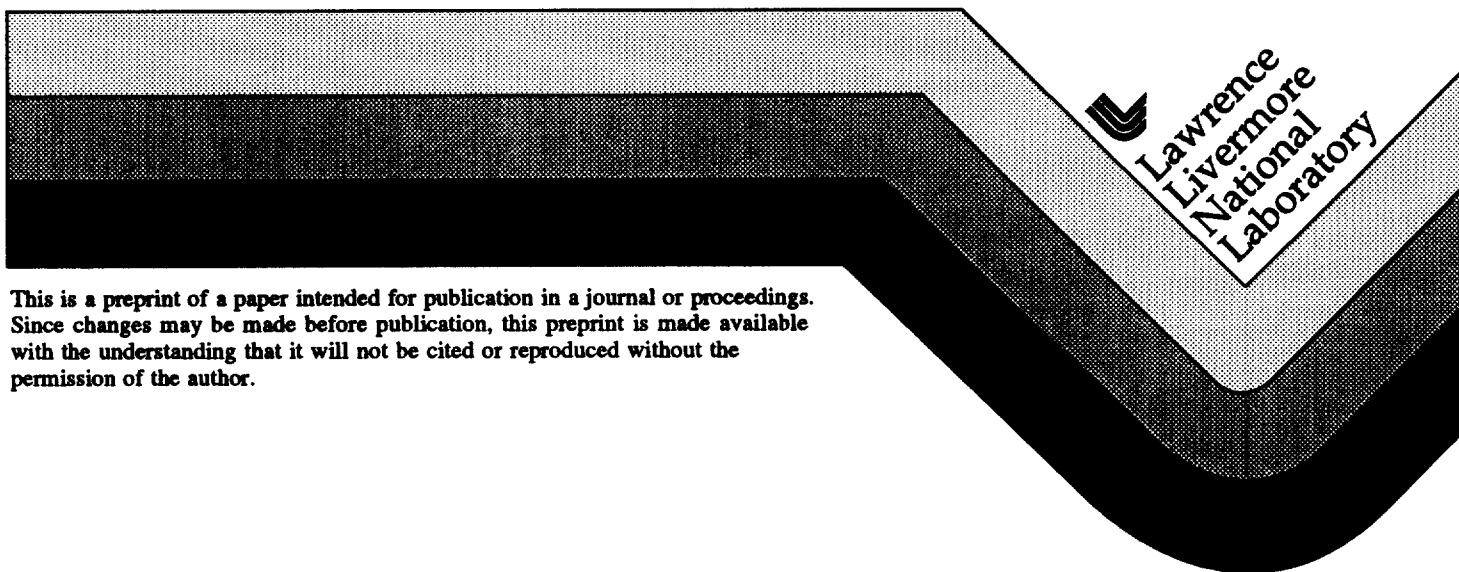 Lawrence
Livermore
National
Laboratory
This is a preprint of a paper intended for publication in a journal or proceedings.
Since changes may be made before publication, this preprint is made available
with the understanding that it will not be cited or reproduced without the
permission of the author.